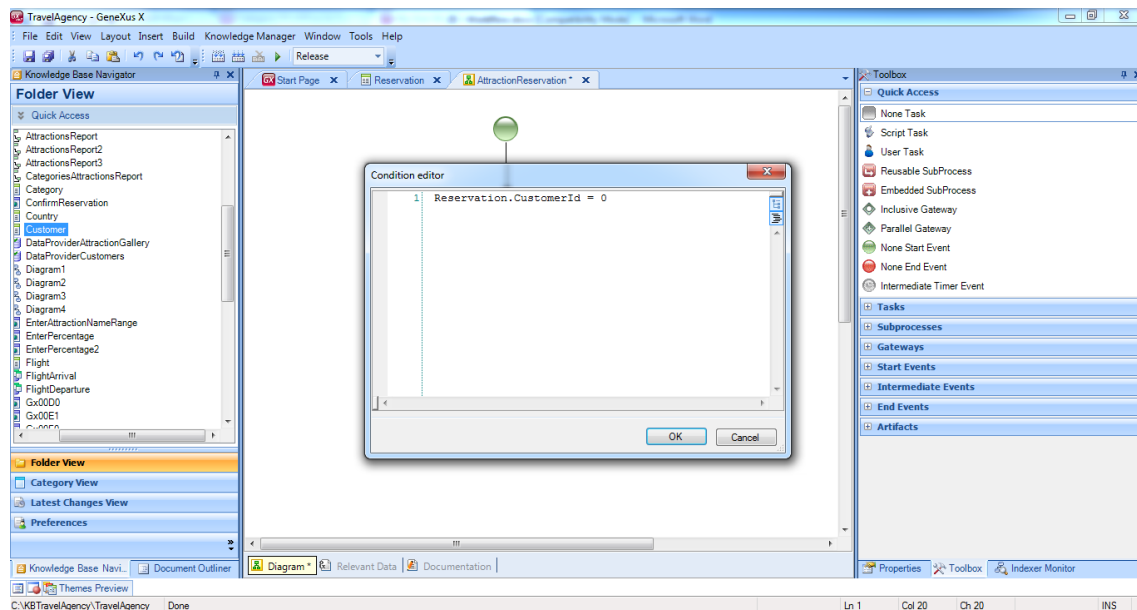 TravelAgency - GeneXus X
File Edit View Layout Insert Build Knowledge Manager Window Tools Help
Release
Knowledge Base Navigator
Folder View
Quick Access
AttractionsReport
AttractionsReport2
AttractionsReport3
CategoriesAttractionsReport
Category
ConfirmReservation
Country
Customer
DataProviderAttractionGallery
DataProviderCustomers
Diagram1
Diagram2
Diagram3
Diagram4
EnterAttractionNameRange
EnterPercentage
EnterPercentage2
Flight
FlightArrival
FlightDeparture
Gx00D0
Gx00E1
Folder View
Category View
Latest Changes View
Preferences
Knowledge Base Navi...
Document Outliner
Start Page
Reservation
AttractionReservation *
Condition editor
1 Reservation.CustomerId = 0
OK
Cancel
Diagram *
Relevant Data
Documentation
Toolbox
Quick Access
None Task
Script Task
User Task
Reusable SubProcess
Embedded SubProcess
Inclusive Gateway
Parallel Gateway
None Start Event
None End Event
Intermediate Timer Event
Tasks
Subprocesses
Gateways
Start Events
Intermediate Events
End Events
Artifacts
Properties
Toolbox
Indexer Monitor
Themes Preview
C:\KBTravelAgency\TravelAgency Done Ln 1 Col 20 Ch 20 INS